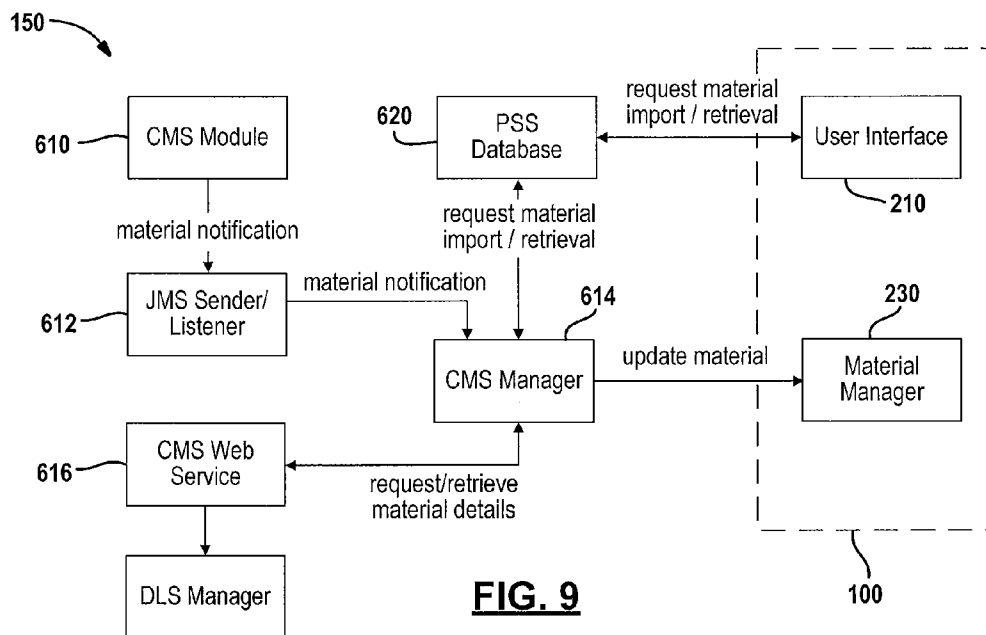 150
610
CMS Module
620
PSS
Database
request material
import / retrieval
User Interface
210
material notification
request material
import / retrieval
612
JMS Sender/
Listener
material notification
614
CMS Manager
update material
230
Material
Manager
616
CMS Web
Service
request/retrieve
material details
DLS Manager
FIG. 9
100